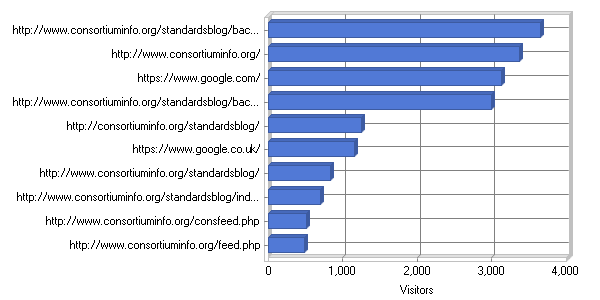 http://www.consortiuminfo.org/standardsblog/bac...
http://www.consortiuminfo.org/
https://www.google.com/
http://www.consortiuminfo.org/standardsblog/bac...
http://consortiuminfo.org/standardsblog/
https://www.google.co.uk/
http://www.consortiuminfo.org/standardsblog/
http://www.consortiuminfo.org/standardsblog/ind...
http://www.consortiuminfo.org/consfeed.php
http://www.consortiuminfo.org/feed.php
0 1,000 2,000 3,000 4,000
Visitors